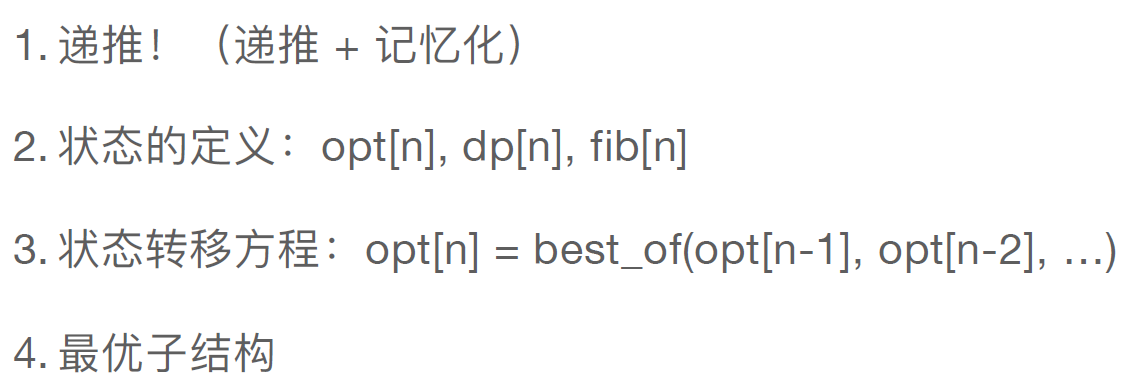 1. 递推！（递推 + 记忆化）
2. 状态的定义：opt[n], dp[n], fib[n]
3. 状态转移方程：opt[n] = best_of(opt[n-1], opt[n-2], …)
4. 最优子结构